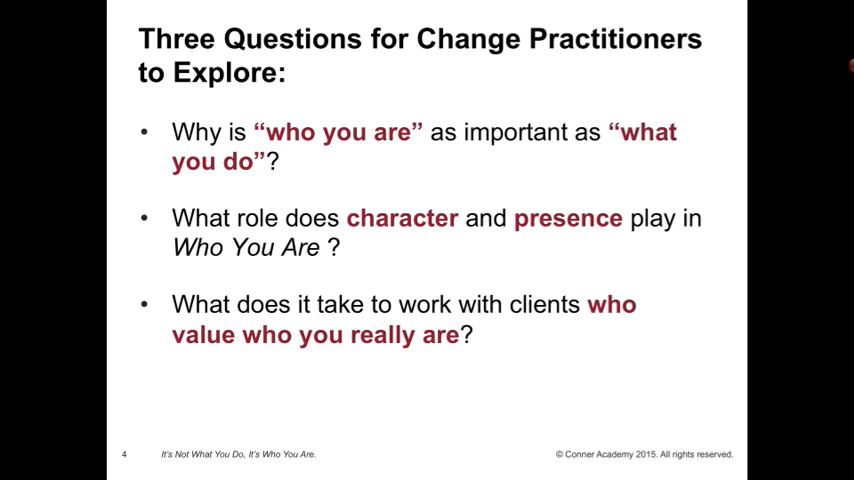 Three Questions for Change Practitioners
to Explore:
• Why is “who you are” as important as “what
you do”?
• What role does character and presence play in
Who You Are ?
• What does it take to work with clients who
value who you really are?
4 It's Not What You Do, It's Who You Are. © Conner Academy 2015. All rights reserved.